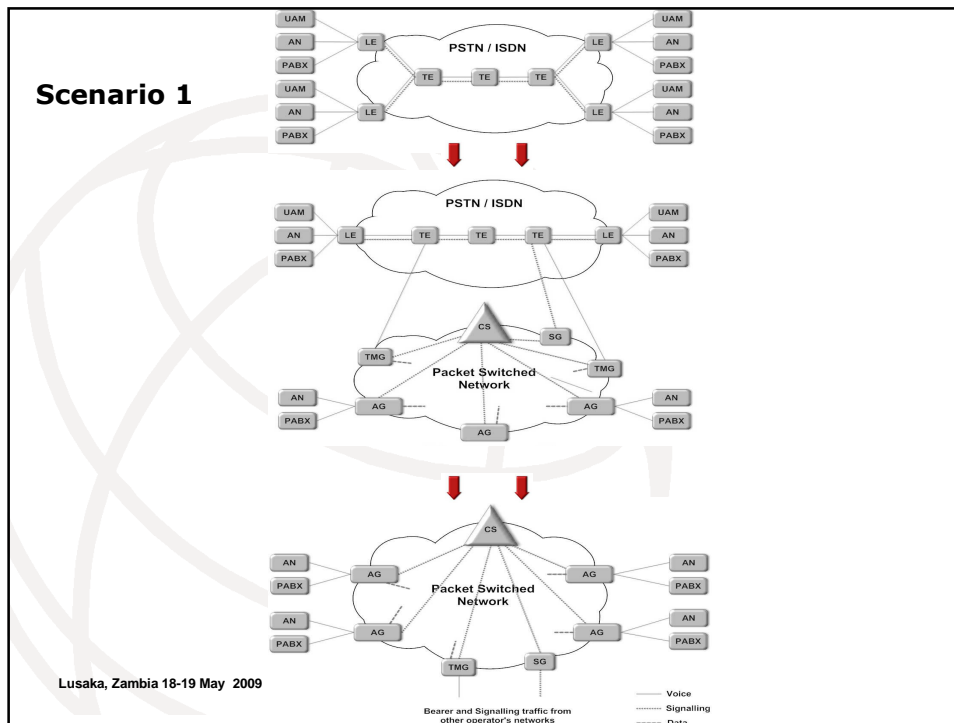 Scenario 1
UAM
AN
PABX
UAM
AN
PABX
LE
LE
PSTN / ISDN
TE
TE
TE
LE
LE
UAM
AN
PABX
UAM
AN
PABX
PSTN / ISDN
UAM
AN
PABX
LE
TE
TE
TE
LE
UAM
AN
PABX
CS
SG
TMG
TMG
Packet Switched
Network
AN
PABX
AG
AG
AG
AN
PABX
CS
AN
PABX
AG
Packet Switched
Network
AG
AN
PABX
AN
PABX
AG
AG
AN
PABX
TMG
SG
Lusaka, Zambia 18-19 May 2009
Bearer and Signalling traffic from
other operator's networks
Voice
Signalling
Data